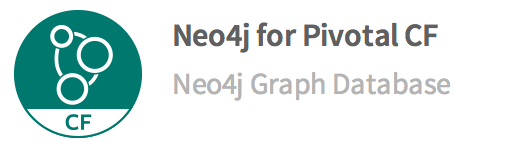 Neo4j for Pivotal CF
Neo4j Graph Database
CF